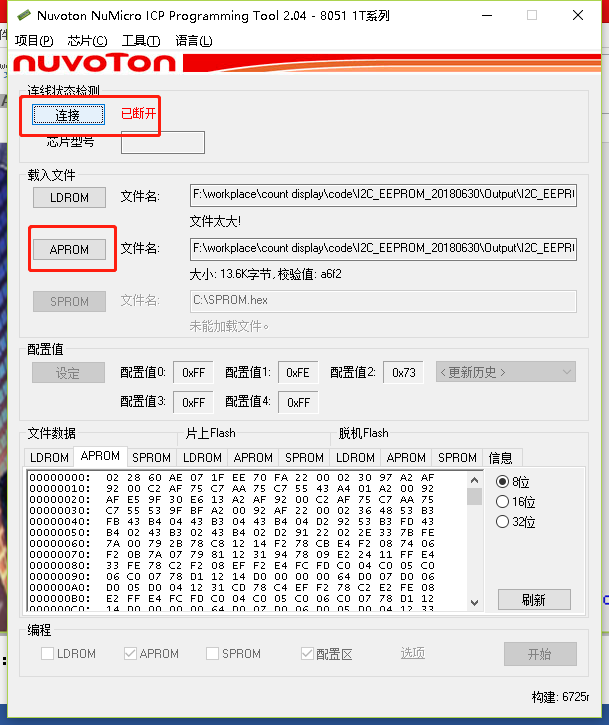 Nuvoton NuMicro ICP Programming Tool 2.04 - 8051 1T系列
项目(P) 芯片(C) 工具(T) 语言(L)
nuvoTon
连线状态检测
连接 已断开
芯片型号
载入文件
LDROM 文件名: F:\workplace\count display\code\I2C_EEPROM_20180630\Output\I2C_EEPR
文件太大!
APROM 文件名: F:\workplace\count display\code\I2C_EEPROM_20180630\Output\I2C_EEPR
大小: 13.6K字节, 校验值: a6f2
SPROM 文件名: C:\SPROM.hex
未能加载文件。
配置值
设定 配置值0: 0xFF 配置值1: 0xFE 配置值2: 0x73 <更新历史>
配置值3: 0xFF 配置值4: 0xFF
文件数据 片上Flash 脱机Flash
LDROM APROM SPROM LDROM APROM SPROM LDROM APROM SPROM 信息
00000000: 02 28 60 AE 07 1F EE 70 FA 22 00 02 30 97 A2 AF
00000010: 92 00 C2 AF 75 C7 AA 75 C7 55 43 A4 01 A2 00 92
00000020: AF E5 9F 30 E6 13 A2 AF 92 00 C2 AF 75 C7 AA 75
00000030: C7 55 53 9F BF A2 00 92 AF 22 00 02 36 48 53 B3
00000040: FB 43 B4 04 43 B3 04 43 B4 04 D2 92 53 B3 FD 43
00000050: B4 02 43 B3 02 43 B4 02 D2 91 22 02 2E 33 7B FE
00000060: 7A 00 79 2B 78 C8 12 14 F2 78 CB E4 F2 08 74 06
00000070: F2 0B 7A 07 79 81 12 31 94 78 09 E2 24 11 FF E4
00000080: 33 FE 78 C2 F2 08 EF F2 E4 FC FD C0 04 C0 05 C0
00000090: 06 C0 07 78 D1 12 14 D0 00 00 00 64 D0 07 D0 06
000000A0: D0 05 D0 04 12 31 CD 78 C4 EF F2 78 C2 E2 FE 08
000000B0: E2 FF E4 FC FD C0 04 C0 05 C0 06 C0 07 78 D1 12
000000C0: 14 D0 00 00 00 64 D0 07 D0 06 D0 05 D0 04 12 33
8位
16位
32位
刷新
编程
LDROM APROM SPROM 配置区 选项 开始
构建: 6725r